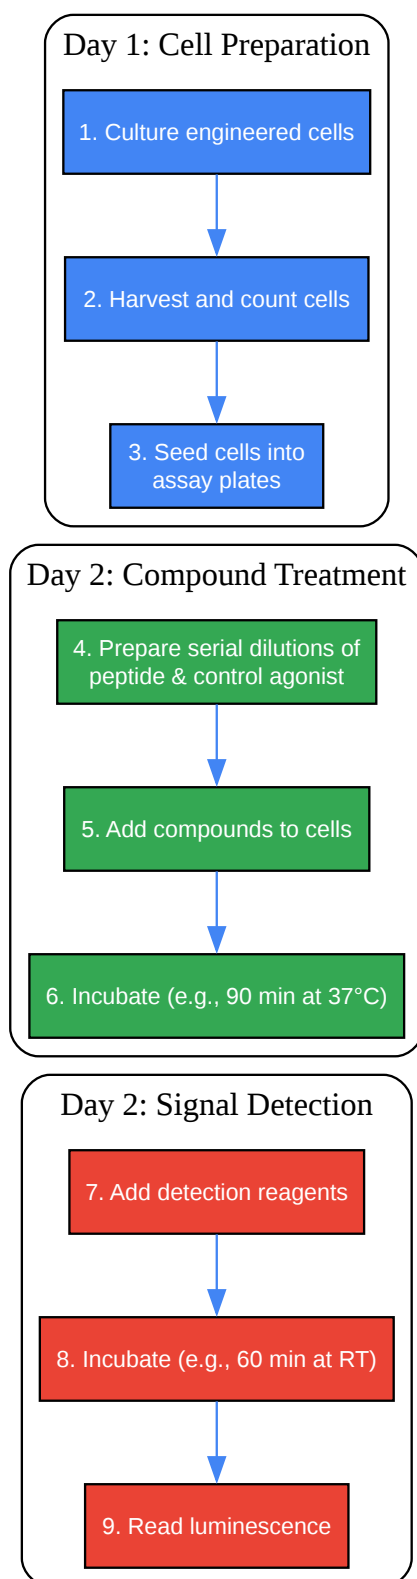 Day 1: Cell Preparation
1. Culture engineered cells
2. Harvest and count cells
3. Seed cells into
assay plates
Day 2: Compound Treatment
4. Prepare serial dilutions of
peptide & control agonist
5. Add compounds to cells
6. Incubate (e.g., 90 min at 37°C)
Day 2: Signal Detection
7. Add detection reagents
8. Incubate (e.g., 60 min at RT)
9. Read luminescence